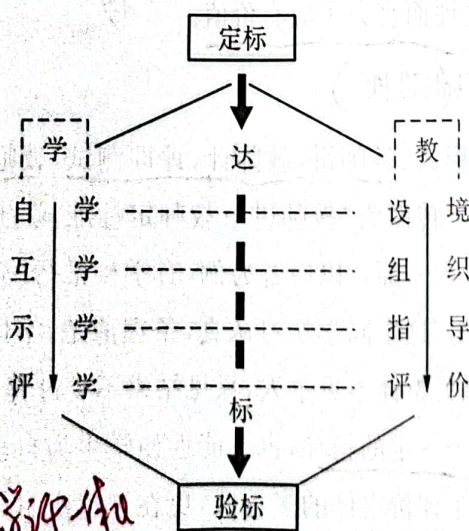 定标
学 达 教
自学 设境
互学 组织
示学 指导
评学 评价
标
验标